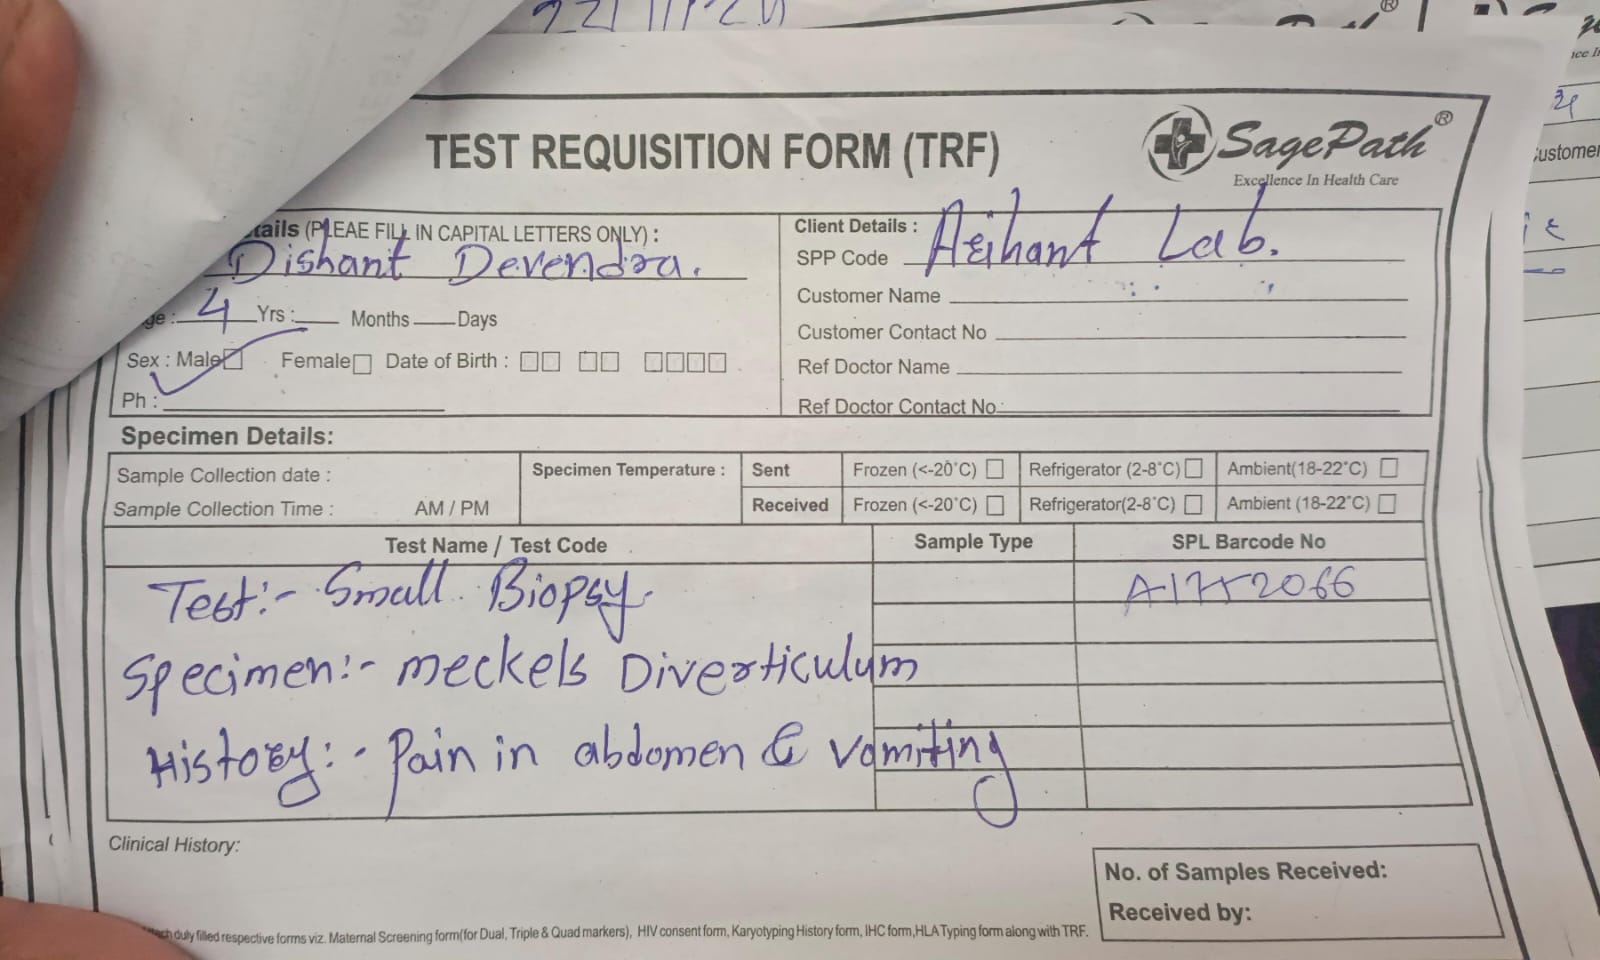 22/11/24
TEST REQUISITION FORM (TRF)
SagePath®
Excellence In Health Care
tails (PLEAE FILL IN CAPITAL LETTERS ONLY) :
Dishant Devendra.
ge : 4 Yrs : Months Days
Sex : Male Female Date of Birth :
Ph :
Client Details :
SPP Code Arihant Lab.
Customer Name
Customer Contact No
Ref Doctor Name
Ref Doctor Contact No
Specimen Details:
Sample Collection date :
Sample Collection Time : AM / PM
Specimen Temperature :
Sent Frozen (<-20°C) Refrigerator (2-8°C) Ambient(18-22°C)
Received Frozen (<-20°C) Refrigerator(2-8°C) Ambient (18-22°C)
Test Name / Test Code Sample Type SPL Barcode No
Test:- Small Biopsy.
Specimen:- Meckels Diverticulum
History:- Pain in abdomen & vomiting
Clinical History:
No. of Samples Received:
Received by:
duly filled respective forms viz. Maternal Screening form(for Dual, Triple & Quad markers), HIV consent form, Karyotyping History form, IHC form,HLA Typing form along with TRF.
ustomer